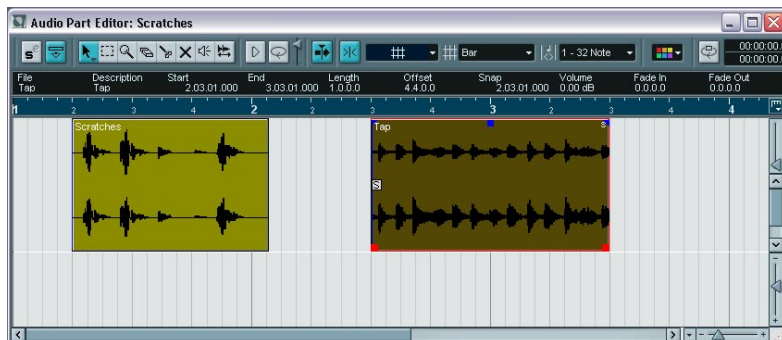 Audio Part Editor: Scratches
S Bar 1 - 32 Note 00:00:00.
00:00:00.
File Description Start End Length Offset Snap Volume Fade In Fade Out
Tap Tap 2.03.01.000 3.03.01.000 1.0.0.0 4.4.0.0 2.03.01.000 0.00 dB 0.0.0.0 0.0.0.0
1 2 3 4 2 2 3 4 3 2 3 4 4
Scratches Tap s
S